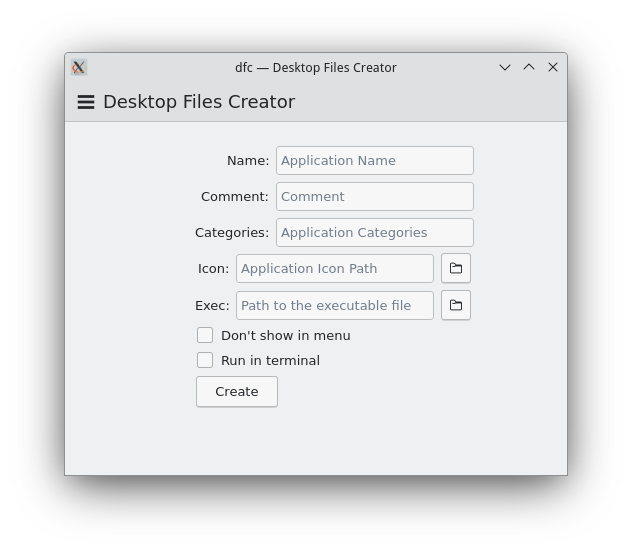 dfc — Desktop Files Creator
Desktop Files Creator
Name: Application Name
Comment: Comment
Categories: Application Categories
Icon: Application Icon Path
Exec: Path to the executable file
Don't show in menu
Run in terminal
Create